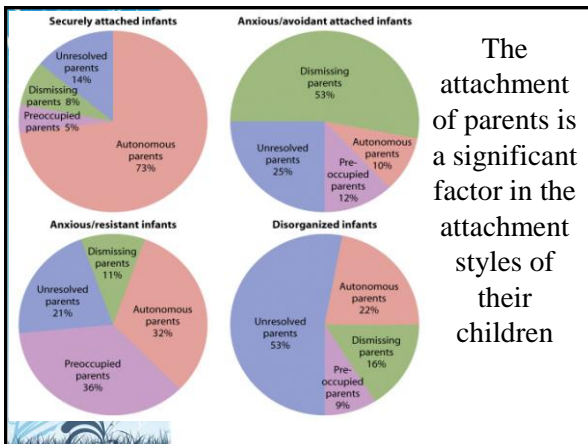 Securely attached infants
Unresolved
parents
14%
Dismissing
parents 8%
Preoccupied
parents 5%
Autonomous
parents
73%
Anxious/avoidant attached infants
Dismissing
parents
53%
Unresolved
parents
25%
Pre-
occupied
parents
12%
Autonomous
parents
10%
Anxious/resistant infants
Dismissing
parents
11%
Unresolved
parents
21%
Autonomous
parents
32%
Preoccupied
parents
36%
Disorganized infants
Autonomous
parents
22%
Unresolved
parents
53%
Dismissing
parents
16%
Pre-
occupied
parents
9%
The
attachment
of parents is
a significant
factor in the
attachment
styles of
their
children